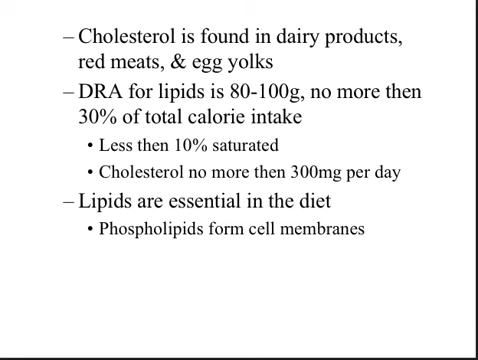 – Cholesterol is found in dairy products,
red meats, & egg yolks
– DRA for lipids is 80-100g, no more then
30% of total calorie intake
• Less then 10% saturated
• Cholesterol no more then 300mg per day
– Lipids are essential in the diet
• Phospholipids form cell membranes